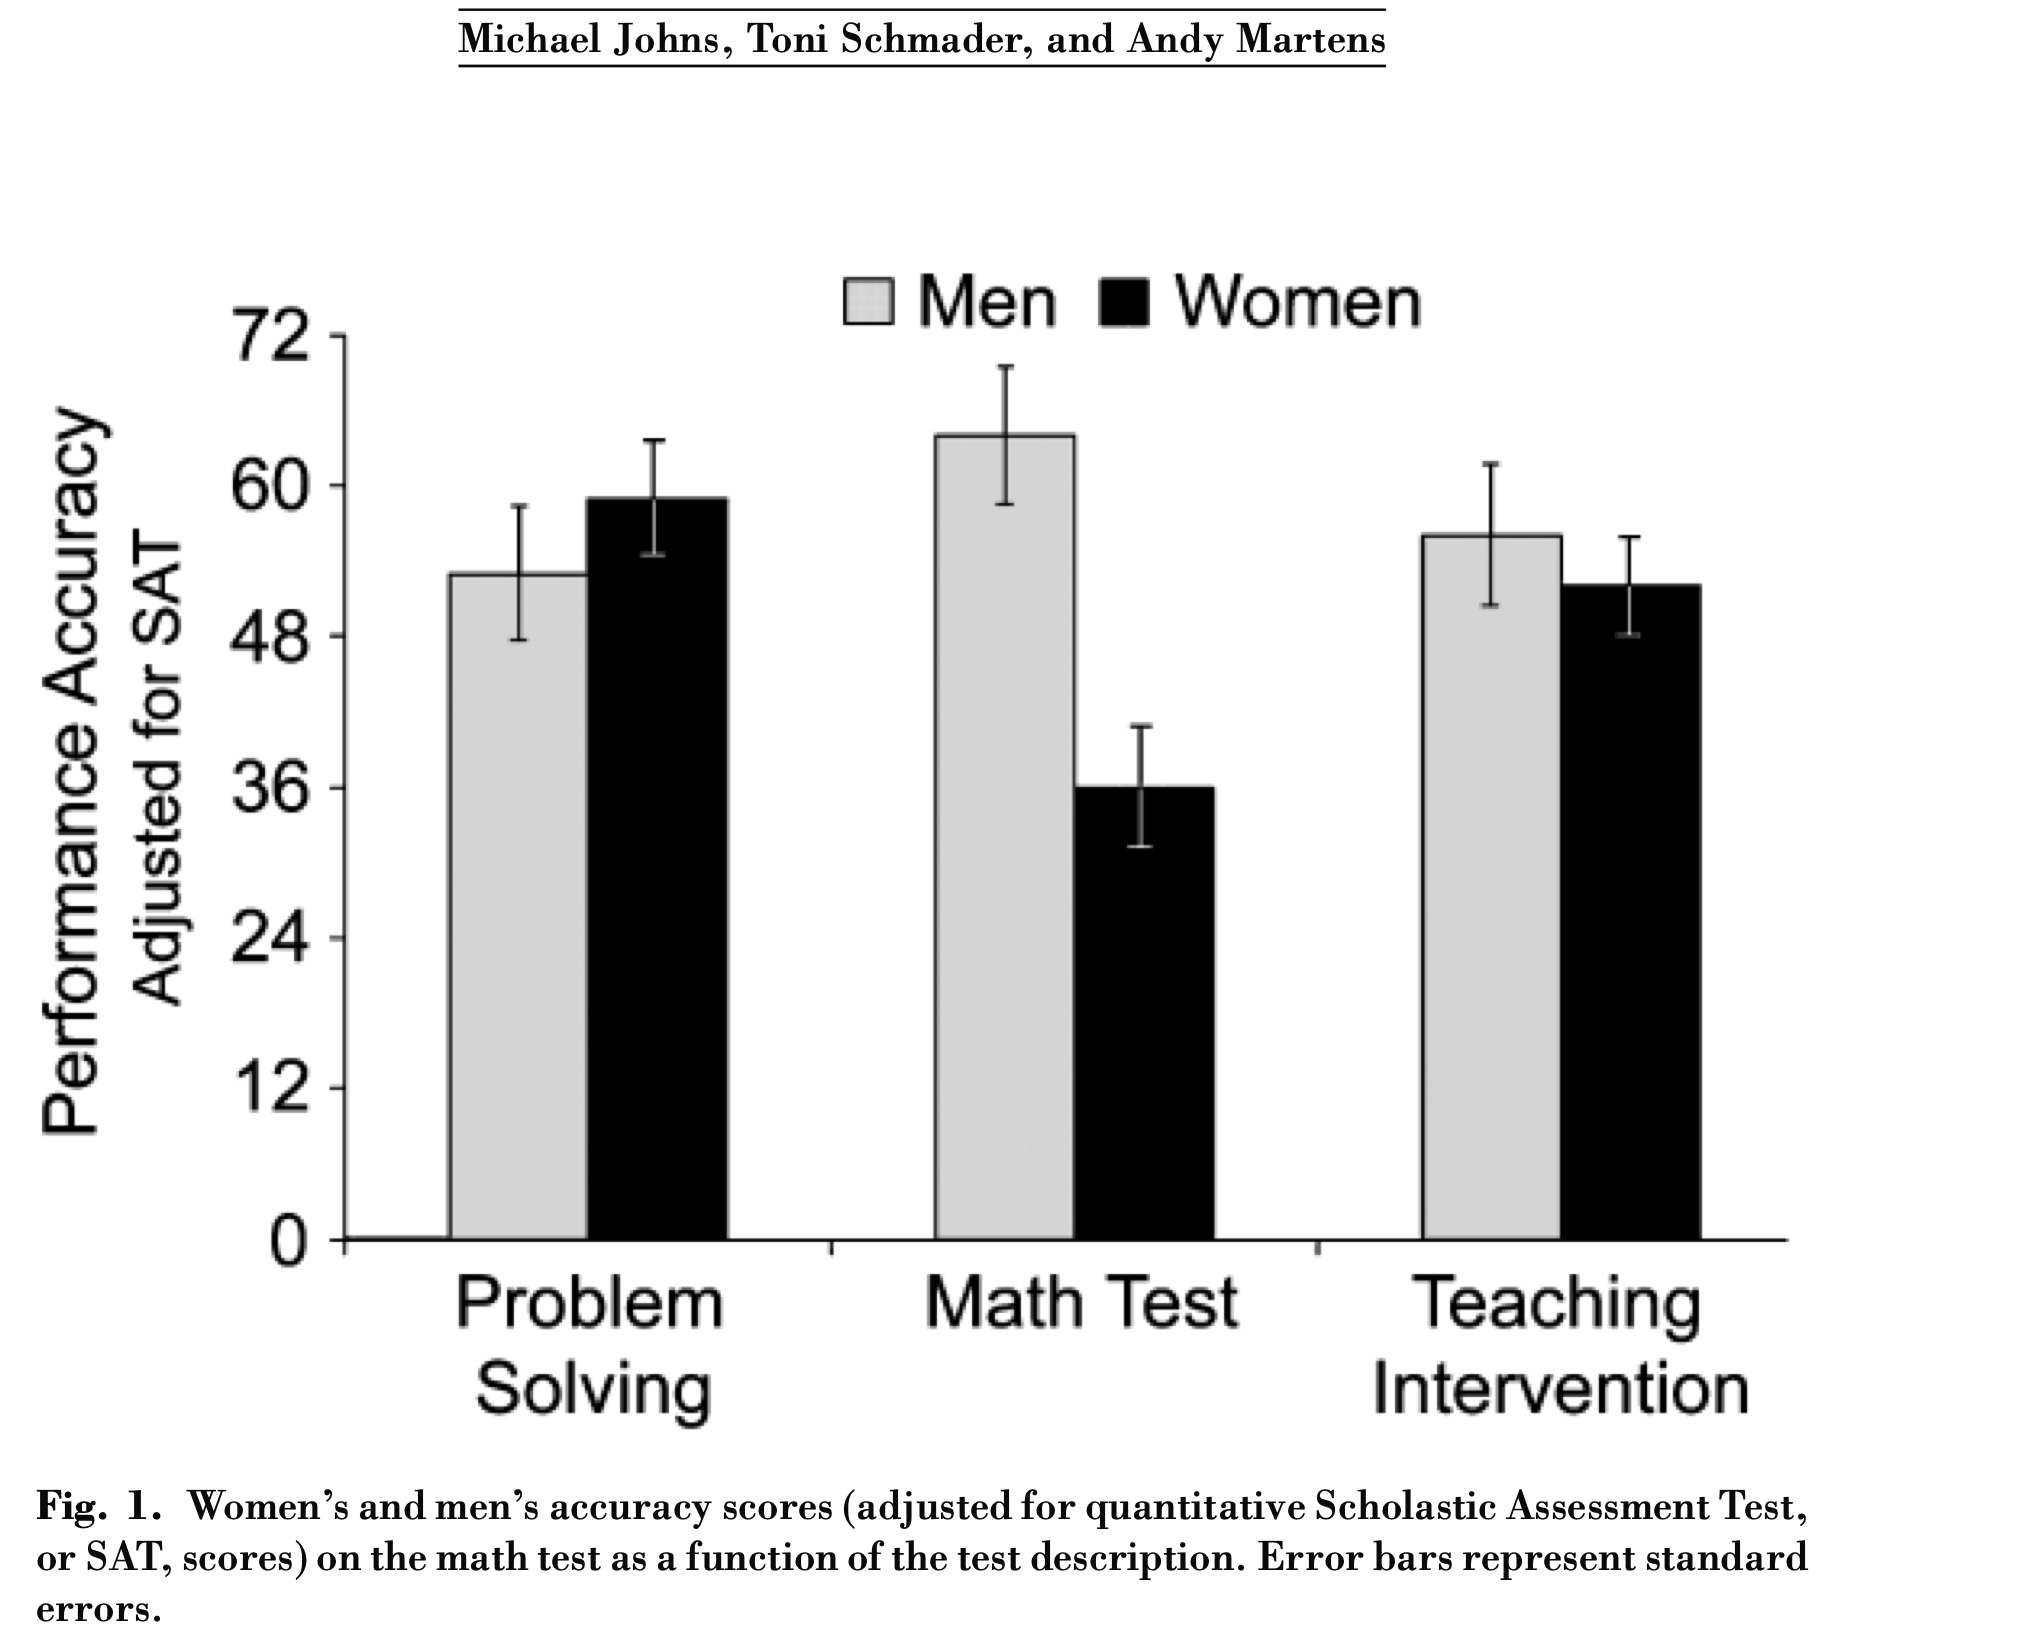 Michael Johns, Toni Schmader, and Andy Martens
Men Women
72
60
48
36
24
12
0
Performance Accuracy
Adjusted for SAT
Problem
Solving
Math Test
Teaching
Intervention
Fig. 1. Women's and men's accuracy scores (adjusted for quantitative Scholastic Assessment Test,
or SAT, scores) on the math test as a function of the test description. Error bars represent standard
errors.